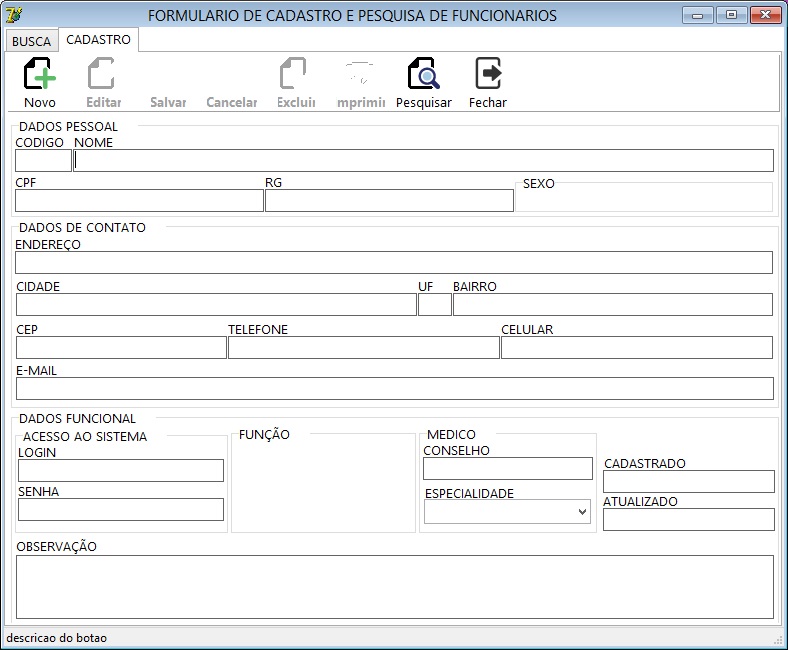 FORMULARIO DE CADASTRO E PESQUISA DE FUNCIONARIOS
BUSCA CADASTRO
Novo Editar Salvar Cancelar Excluir mprimir Pesquisar Fechar
DADOS PESSOAL
CODIGO NOME
CPF RG SEXO
DADOS DE CONTATO
ENDEREÇO
CIDADE UF BAIRRO
CEP TELEFONE CELULAR
E-MAIL
DADOS FUNCIONAL
ACESSO AO SISTEMA FUNÇÃO MEDICO
LOGIN CONSELHO
CADASTRADO
SENHA ESPECIALIDADE
ATUALIZADO
OBSERVAÇÃO
descricao do botao